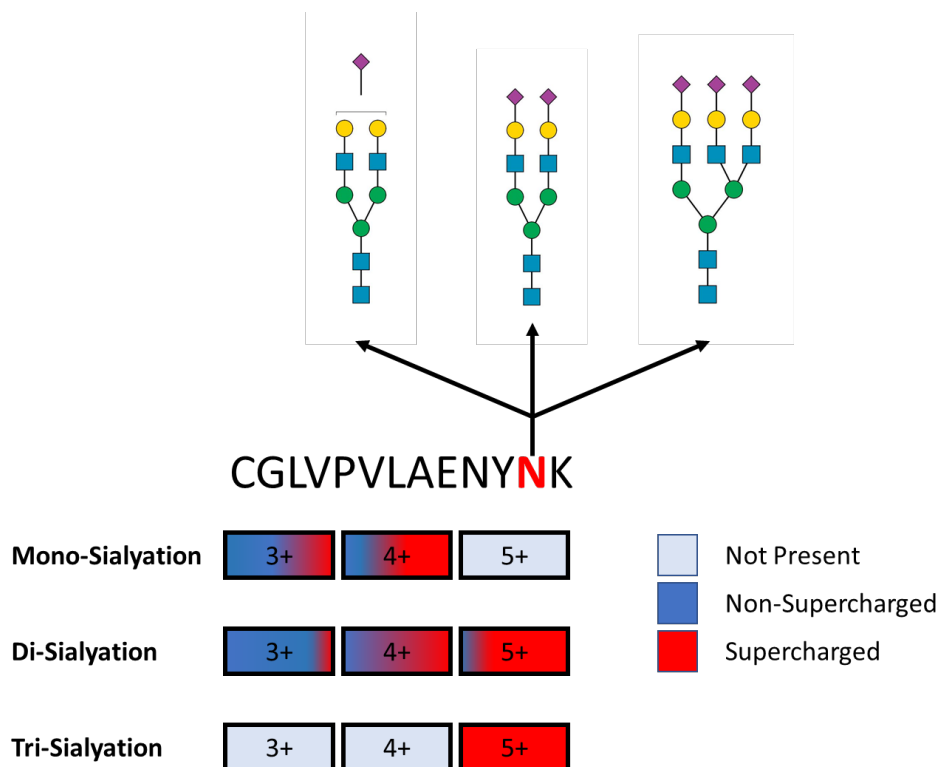 CGLVPVLAENYNK
Mono-Sialyation 3+ 4+ 5+
Not Present
Non-Supercharged
Di-Sialyation 3+ 4+ 5+
Supercharged
Tri-Sialyation 3+ 4+ 5+